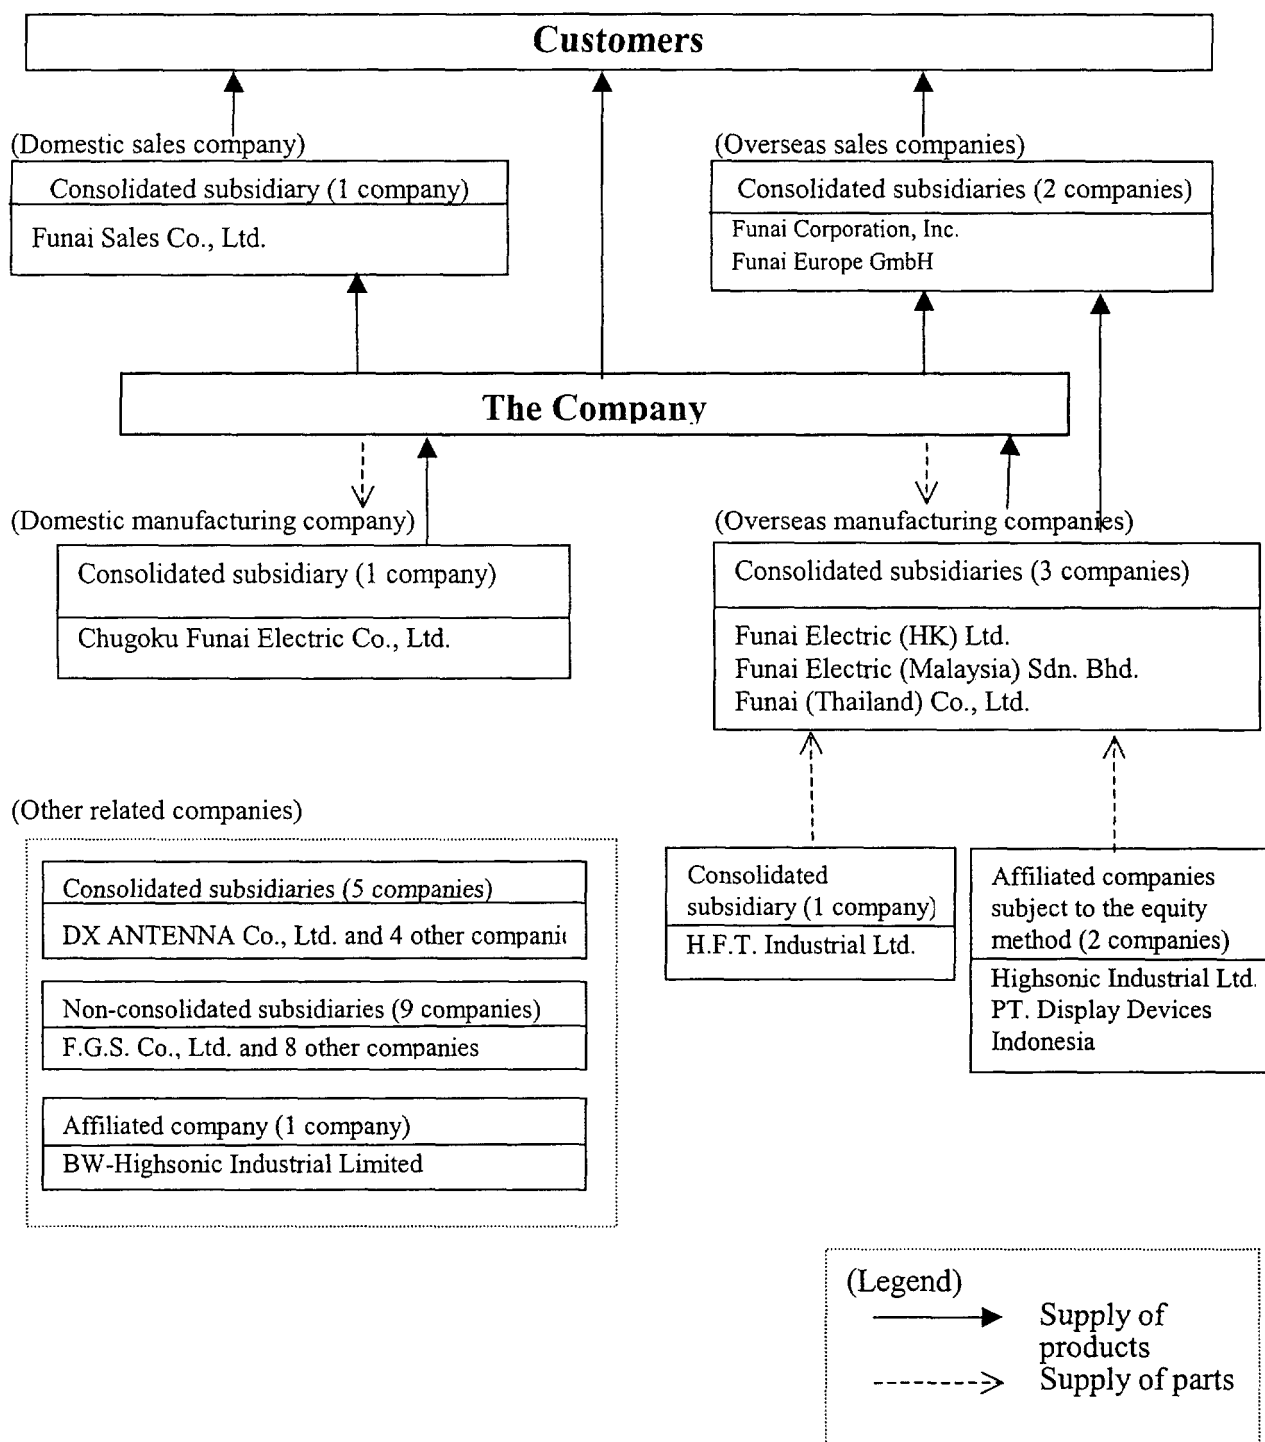 Customers
(Domestic sales company)
Consolidated subsidiary (1 company)
Funai Sales Co., Ltd.
(Overseas sales companies)
Consolidated subsidiaries (2 companies)
Funai Corporation, Inc.
Funai Europe GmbH
The Company
(Domestic manufacturing company)
Consolidated subsidiary (1 company)
Chugoku Funai Electric Co., Ltd.
(Overseas manufacturing companies)
Consolidated subsidiaries (3 companies)
Funai Electric (HK) Ltd.
Funai Electric (Malaysia) Sdn. Bhd.
Funai (Thailand) Co., Ltd.
(Other related companies)
Consolidated subsidiaries (5 companies)
DX ANTENNA Co., Ltd. and 4 other compani
Non-consolidated subsidiaries (9 companies)
F.G.S. Co., Ltd. and 8 other companies
Affiliated company (1 company)
BW-Highsonic Industrial Limited
Consolidated
subsidiary (1 company)
H.F.T. Industrial Ltd.
Affiliated companies
subject to the equity
method (2 companies)
Highsonic Industrial Ltd.
PT. Display Devices
Indonesia
(Legend)
Supply of
products
Supply of parts